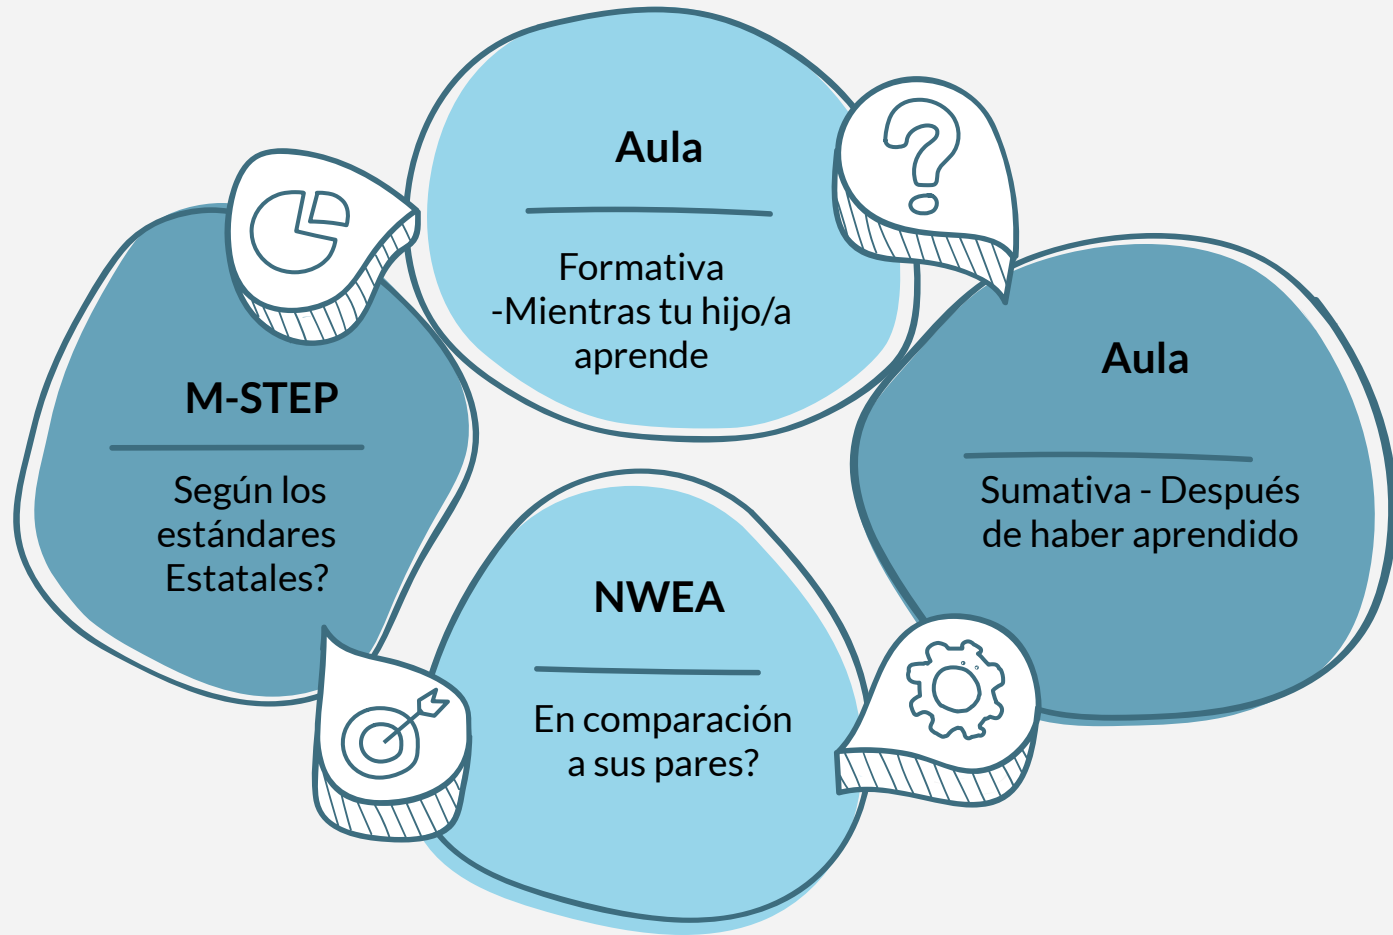 Aula
Formativa
-Mientras tu hijo/a
aprende
M-STEP
Según los
estándares
Estatales?
Aula
Sumativa - Después
de haber aprendido
NWEA
En comparación
a sus pares?